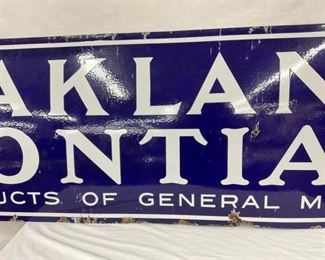 AKLAN
ONTIA
UCTS OF GENERAL M